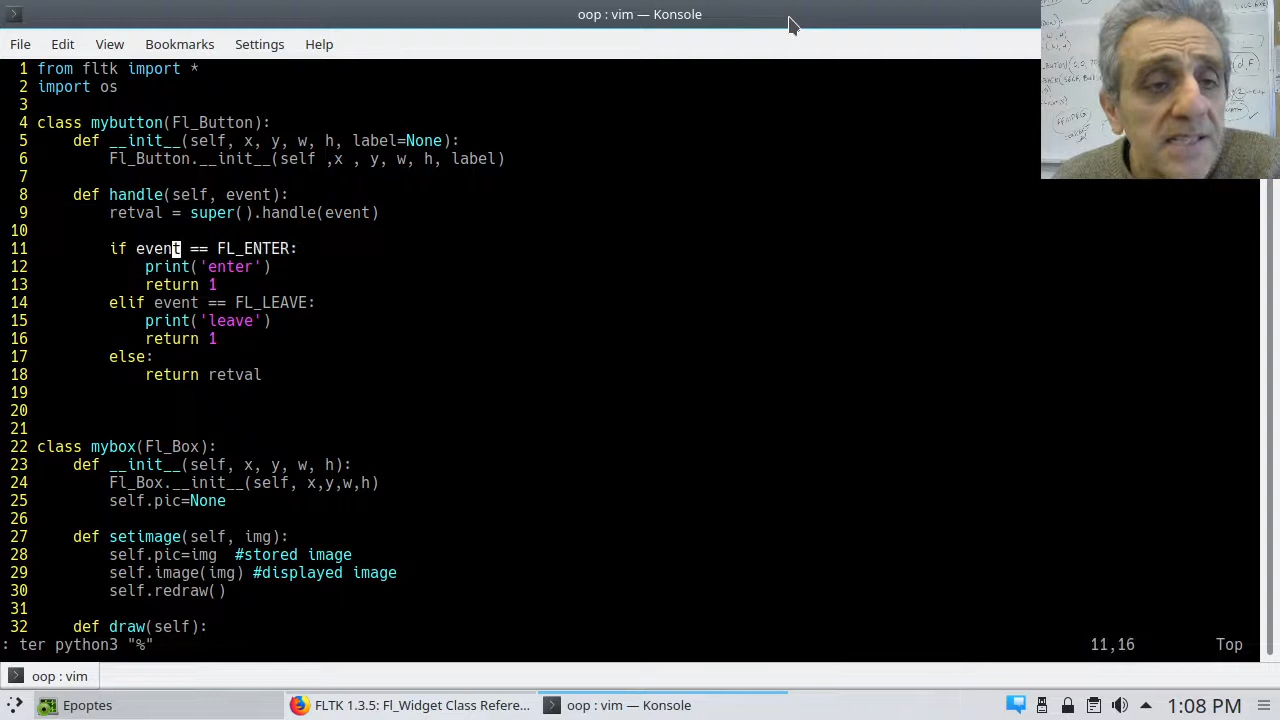 oop : vim — Konsole
File Edit View Bookmarks Settings Help
1 from fltk import *
2 import os
3
4 class mybutton(Fl_Button):
5     def __init__(self, x, y, w, h, label=None):
6         Fl_Button.__init__(self ,x , y, w, h, label)
7
8     def handle(self, event):
9         retval = super().handle(event)
10
11         if event == FL_ENTER:
12             print('enter')
13             return 1
14         elif event == FL_LEAVE:
15             print('leave')
16             return 1
17         else:
18             return retval
19
20
21
22 class mybox(Fl_Box):
23     def __init__(self, x, y, w, h):
24         Fl_Box.__init__(self, x,y,w,h)
25         self.pic=None
26
27     def setimage(self, img):
28         self.pic=img  #stored image
29         self.image(img) #displayed image
30         self.redraw()
31
32     def draw(self):
: ter python3 "%" 11,16 Top
oop : vim
Epoptes FLTK 1.3.5: Fl_Widget Class Refere... oop : vim — Konsole 1:08 PM